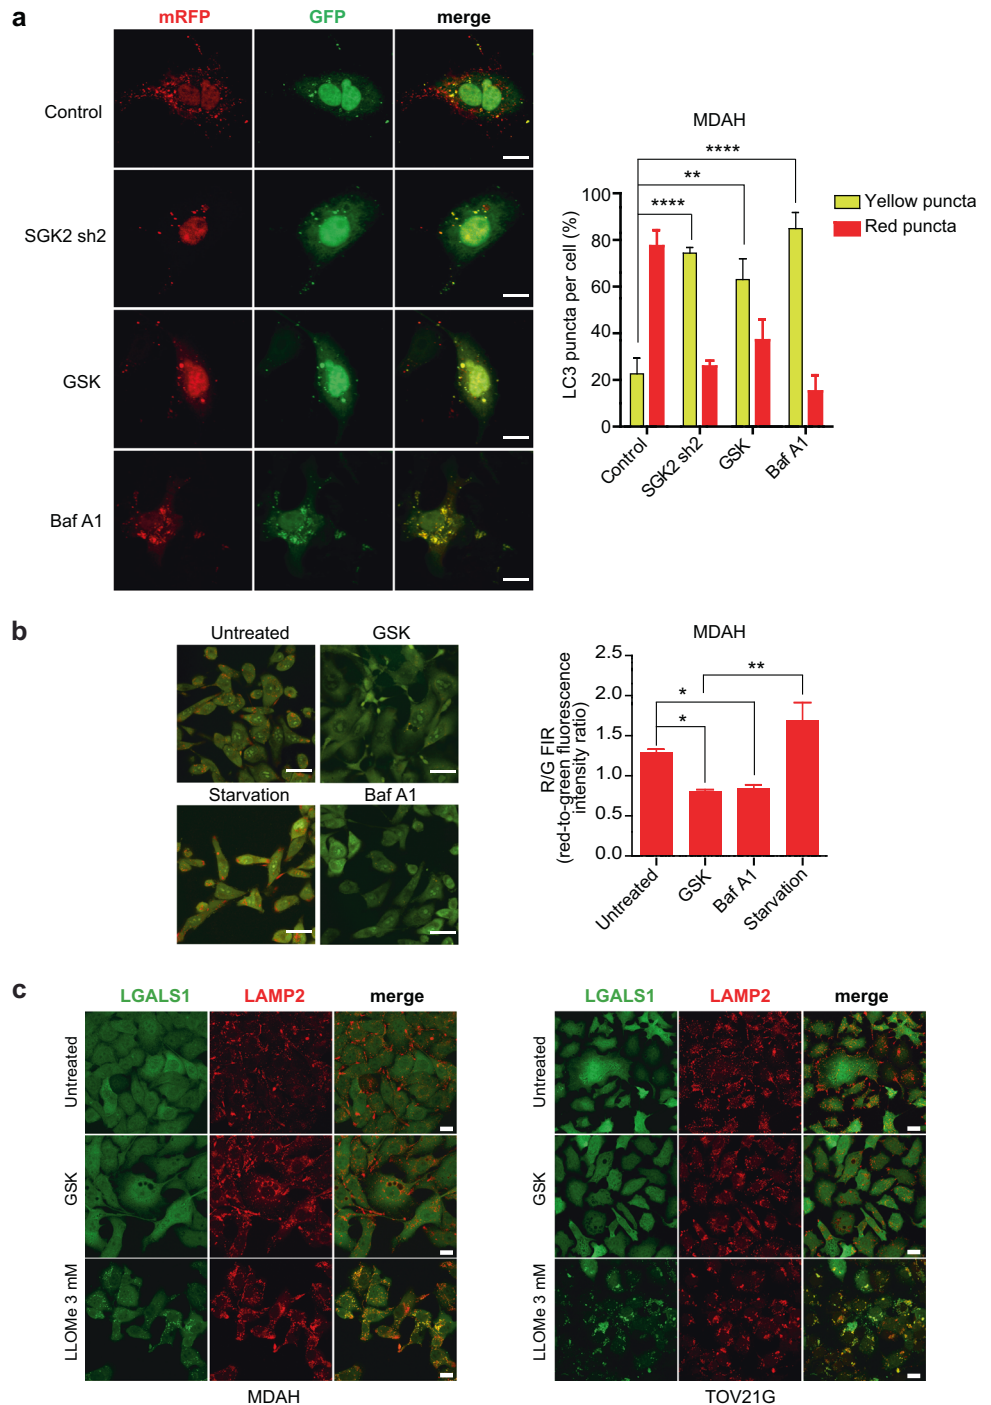 a
mRFP GFP merge
Control
SGK2 sh2
GSK
Baf A1
MDAH
****
**
****
Yellow puncta
Red puncta
LC3 puncta per cell (%)
100
80
60
40
20
0
Control
SGK2 sh2
GSK
Baf A1
b
Untreated GSK
Starvation Baf A1
MDAH
**
*
*
R/G FIR
(red-to-green fluorescence
intensity ratio)
2.5
2.0
1.5
1.0
0.5
0.0
Untreated
GSK
Baf A1
Starvation
c
LGALS1 LAMP2 merge
Untreated
GSK
LLOMe 3 mM
MDAH
LGALS1 LAMP2 merge
Untreated
GSK
LLOMe 3 mM
TOV21G